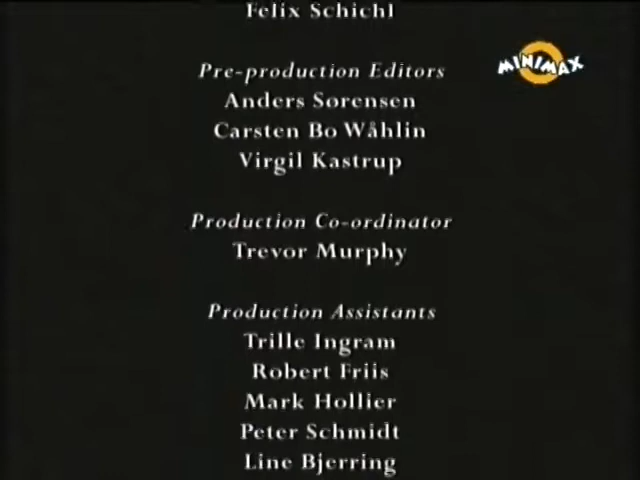 Felix Schichl
MINIMAX
Pre-production Editors
Anders Sørensen
Carsten Bo Wåhlin
Virgil Kastrup
Production Co-ordinator
Trevor Murphy
Production Assistants
Trille Ingram
Robert Friis
Mark Hollier
Peter Schmidt
Line Bjerring